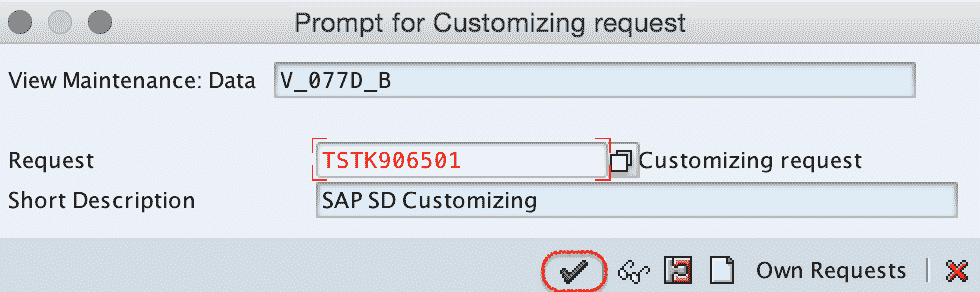 Prompt for Customizing request
View Maintenance: Data V_077D_B
Request TSTK906501 Customizing request
Short Description SAP SD Customizing
Own Requests